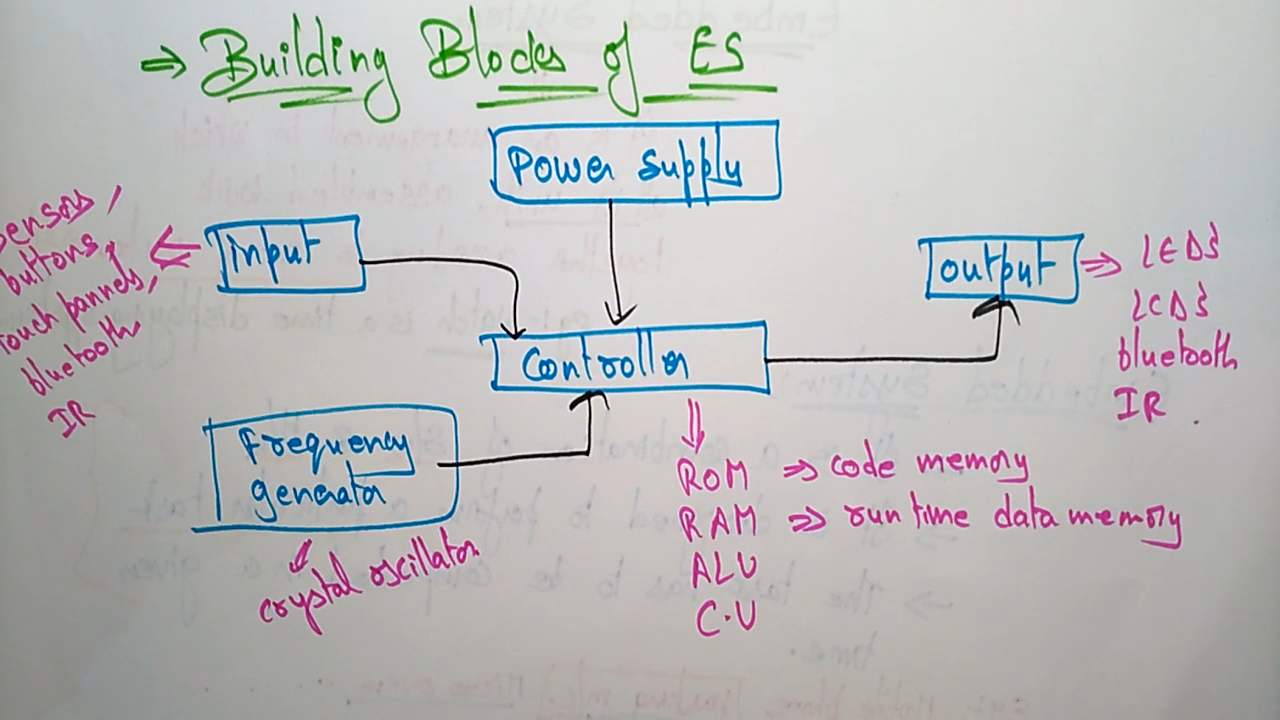 ⇒ Building Blocks of ES
Power Supply
input
Sensors,
buttons,
Touch pannels,
bluetooth
IR
output ⇒ LEDS
LCDS
bluetooth
IR
Controller
Frequency
generator
crystal oscillator
ROM ⇒ code memory
RAM ⇒ run time data memory
ALU
C.U